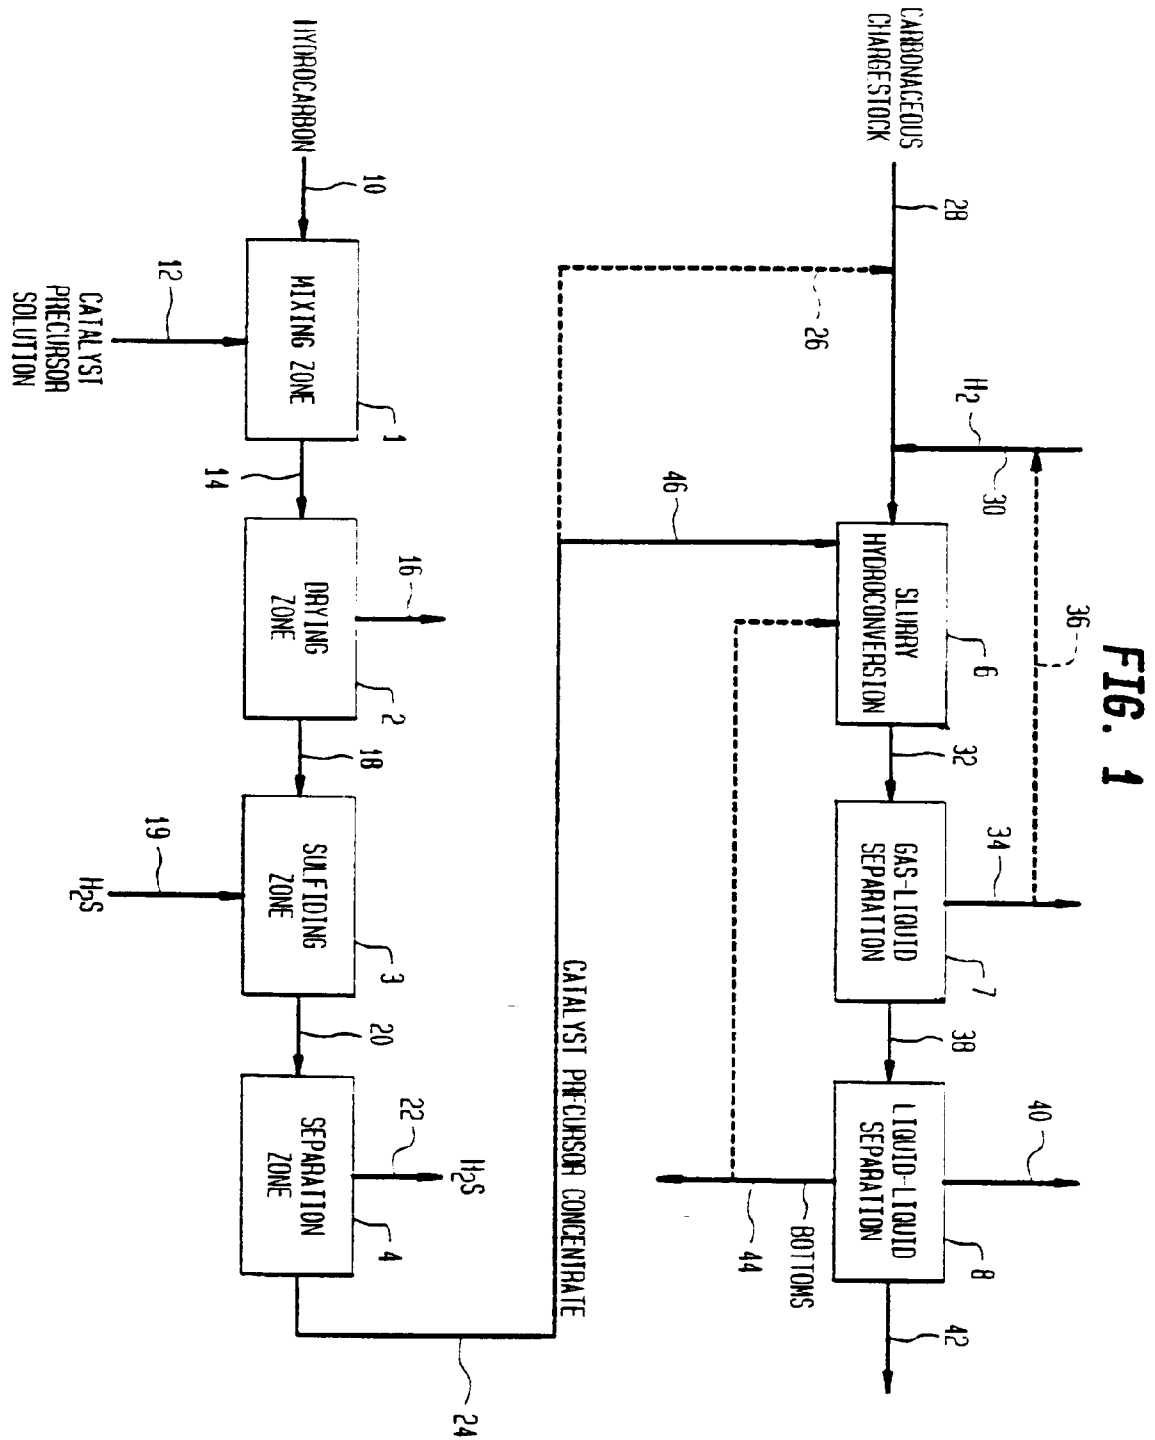 FIG. 1
CARBONACEOUS
CHARGESTOCK
28
26
H2
30
36
46
SLURRY
HYDROCONVERSION
6
32
GAS-LIQUID
SEPARATION
7
34
38
LIQUID-LIQUID
SEPARATION
8
40
42
BOTTOMS
44
CATALYST PRECURSOR CONCENTRATE
24
HYDROCARBON
10
12
CATALYST
PRECURSOR
SOLUTION
MIXING ZONE
1
14
DRYING
ZONE
2
16
18
19
H2S
SULFIDING
ZONE
3
20
SEPARATION
ZONE
4
22
H2S